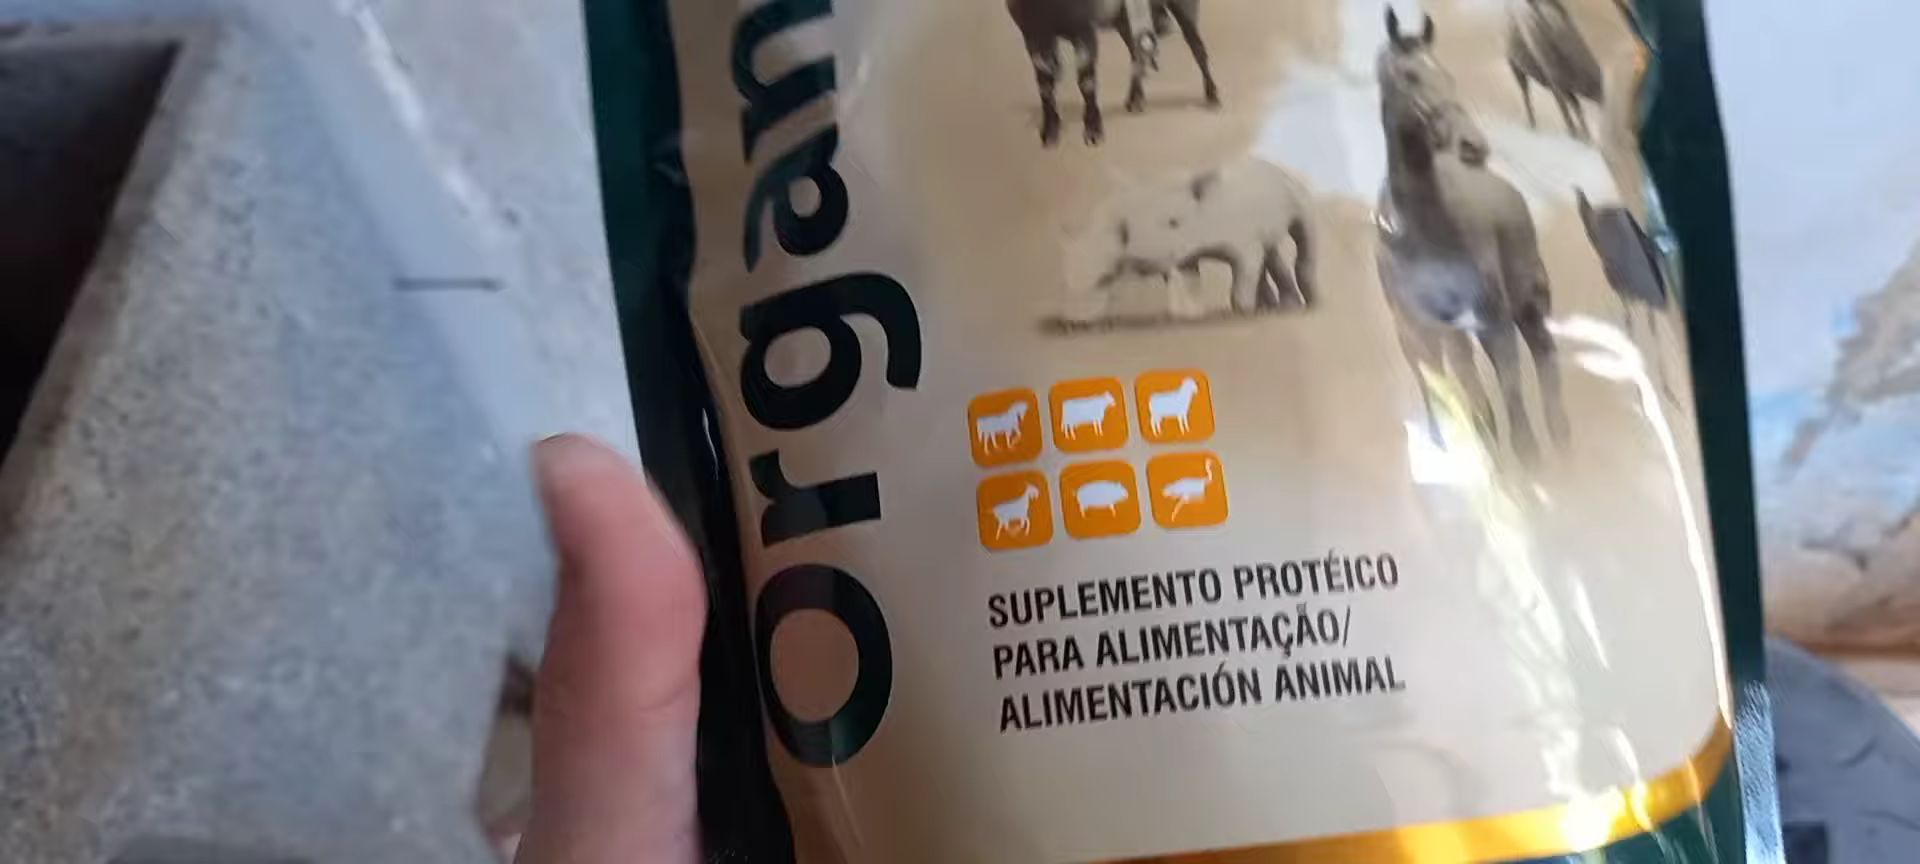 organ
SUPLEMENTO PROTÉICO
PARA ALIMENTAÇÃO/
ALIMENTACIÓN ANIMAL